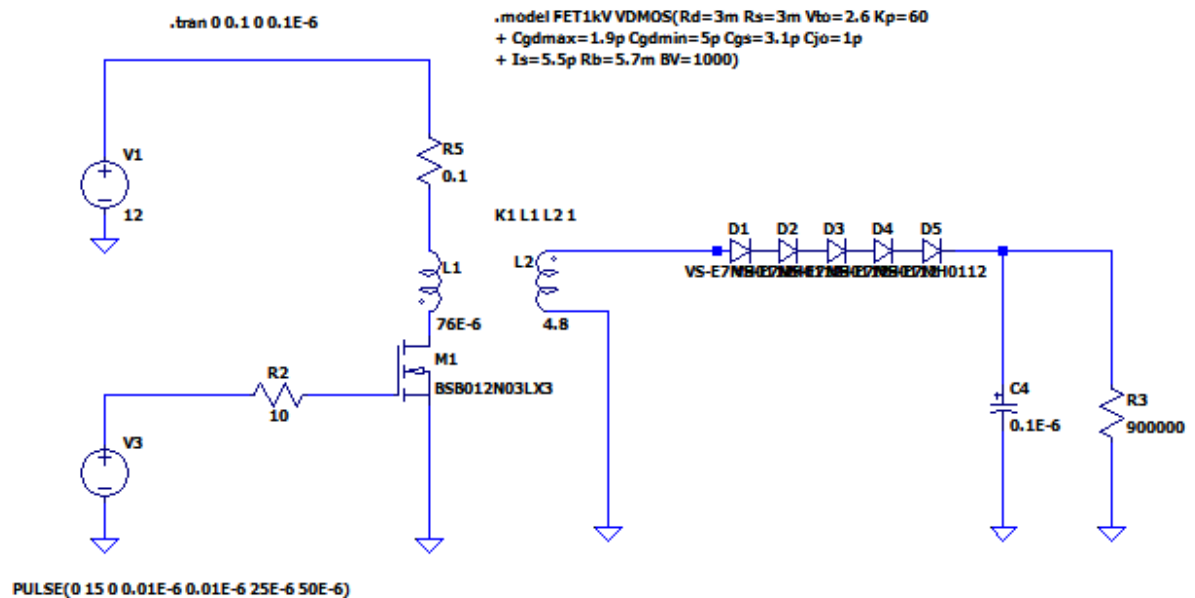 .tran 0 0.1 0 0.1E-6
.model FET1kV VDMOS(Rd=3m Rs=3m Vto=2.6 Kp=60
+ Cgdmax=1.9p Cgdmin=5p Cgs=3.1p Cjo=1p
+ Is=5.5p Rb=5.7m BV=1000)
V1
12
R5
0.1
K1 L1 L2 1
L1
76E-6
L2
4.8
D1
D2
D3
D4
D5
M1
BSB012N03LX3
R2
10
V3
C4
0.1E-6
R3
900000
PULSE(0 15 0 0.01E-6 0.01E-6 25E-6 50E-6)